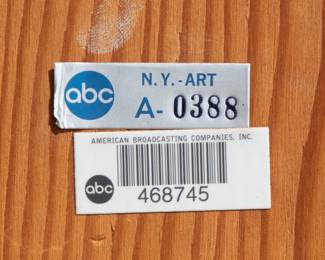 abc
N.Y.-ART
A-0388
AMERICAN BROADCASTING COMPANIES, INC.
abc
468745